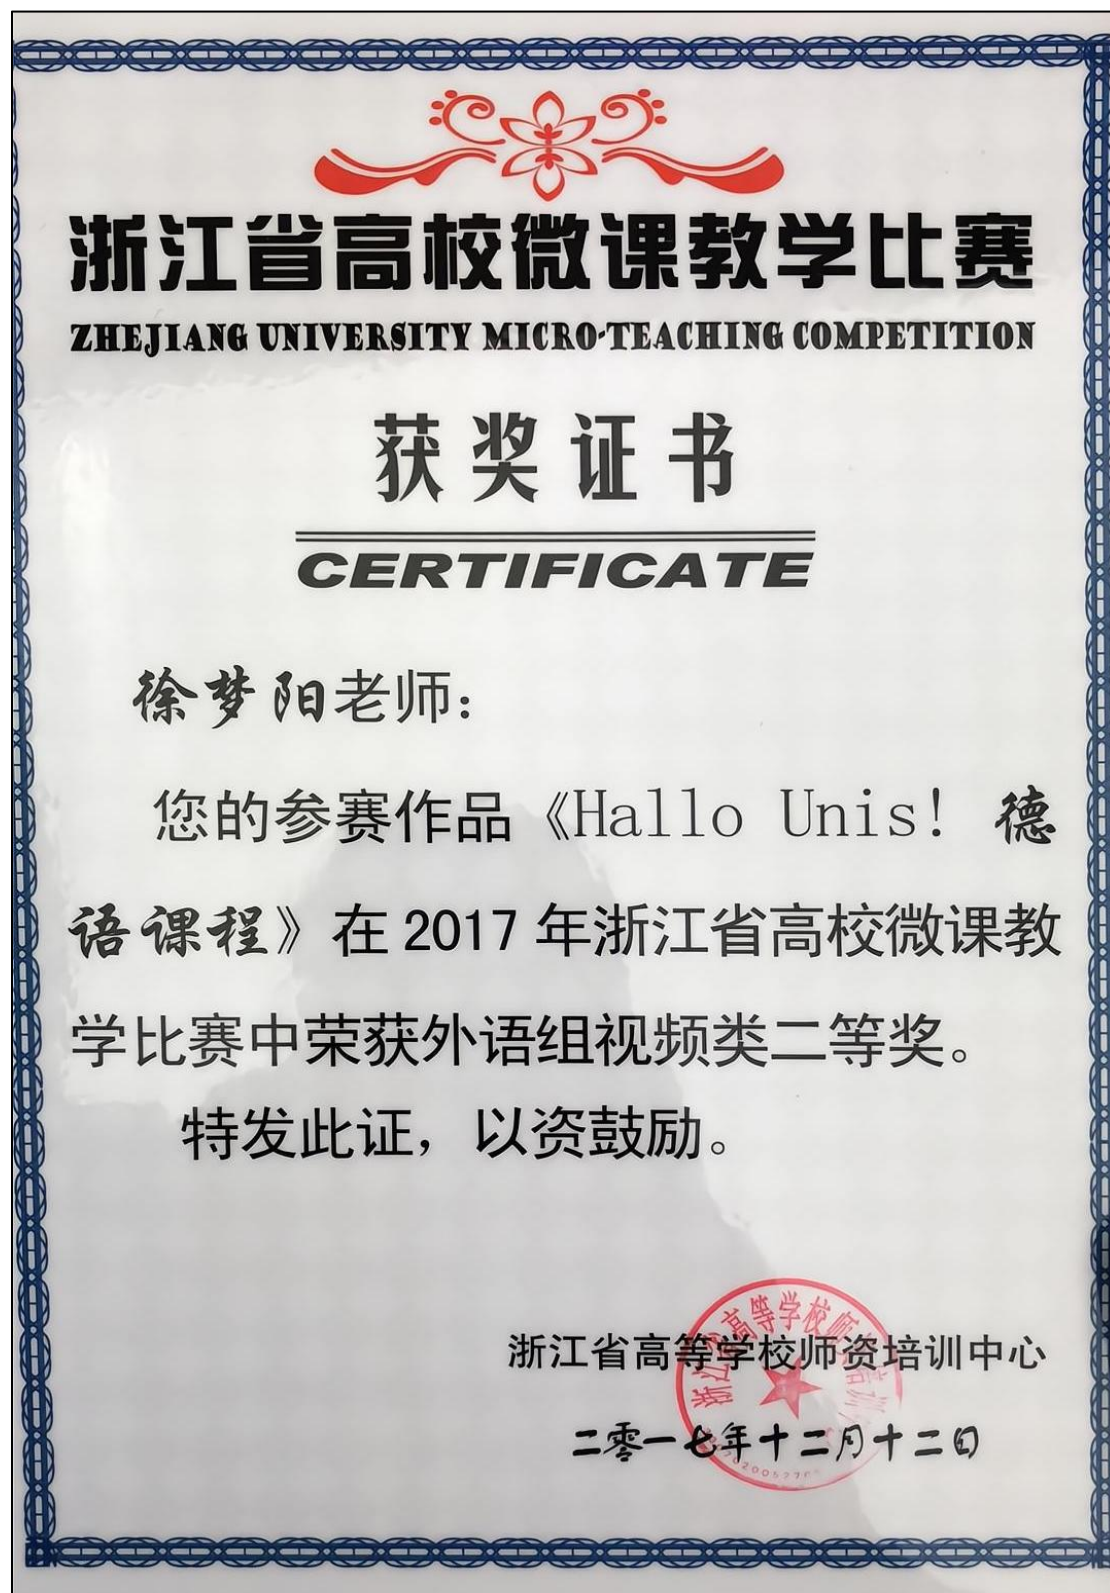 浙江省高校微课教学比赛
ZHEJIANG UNIVERSITY MICRO-TEACHING COMPETITION
获奖证书
CERTIFICATE
徐梦阳老师：
您的参赛作品《Hallo Unis！德
语课程》在2017年浙江省高校微课教
学比赛中荣获外语组视频类二等奖。
特发此证，以资鼓励。
浙江省高等学校师资培训中心
二零一七年十二月十二日